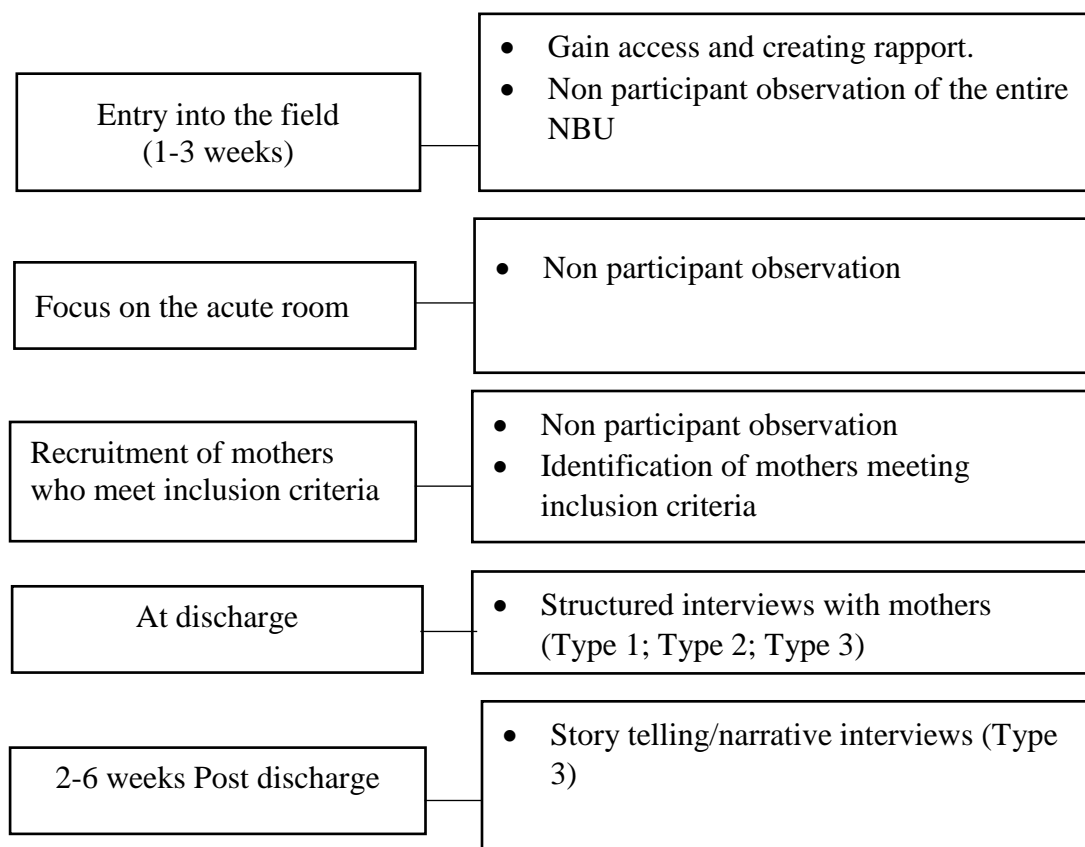 Entry into the field
(1-3 weeks)
• Gain access and creating rapport.
• Non participant observation of the entire
NBU
Focus on the acute room
• Non participant observation
Recruitment of mothers
who meet inclusion criteria
• Non participant observation
• Identification of mothers meeting
inclusion criteria
At discharge
• Structured interviews with mothers
(Type 1; Type 2; Type 3)
2-6 weeks Post discharge
• Story telling/narrative interviews (Type
3)